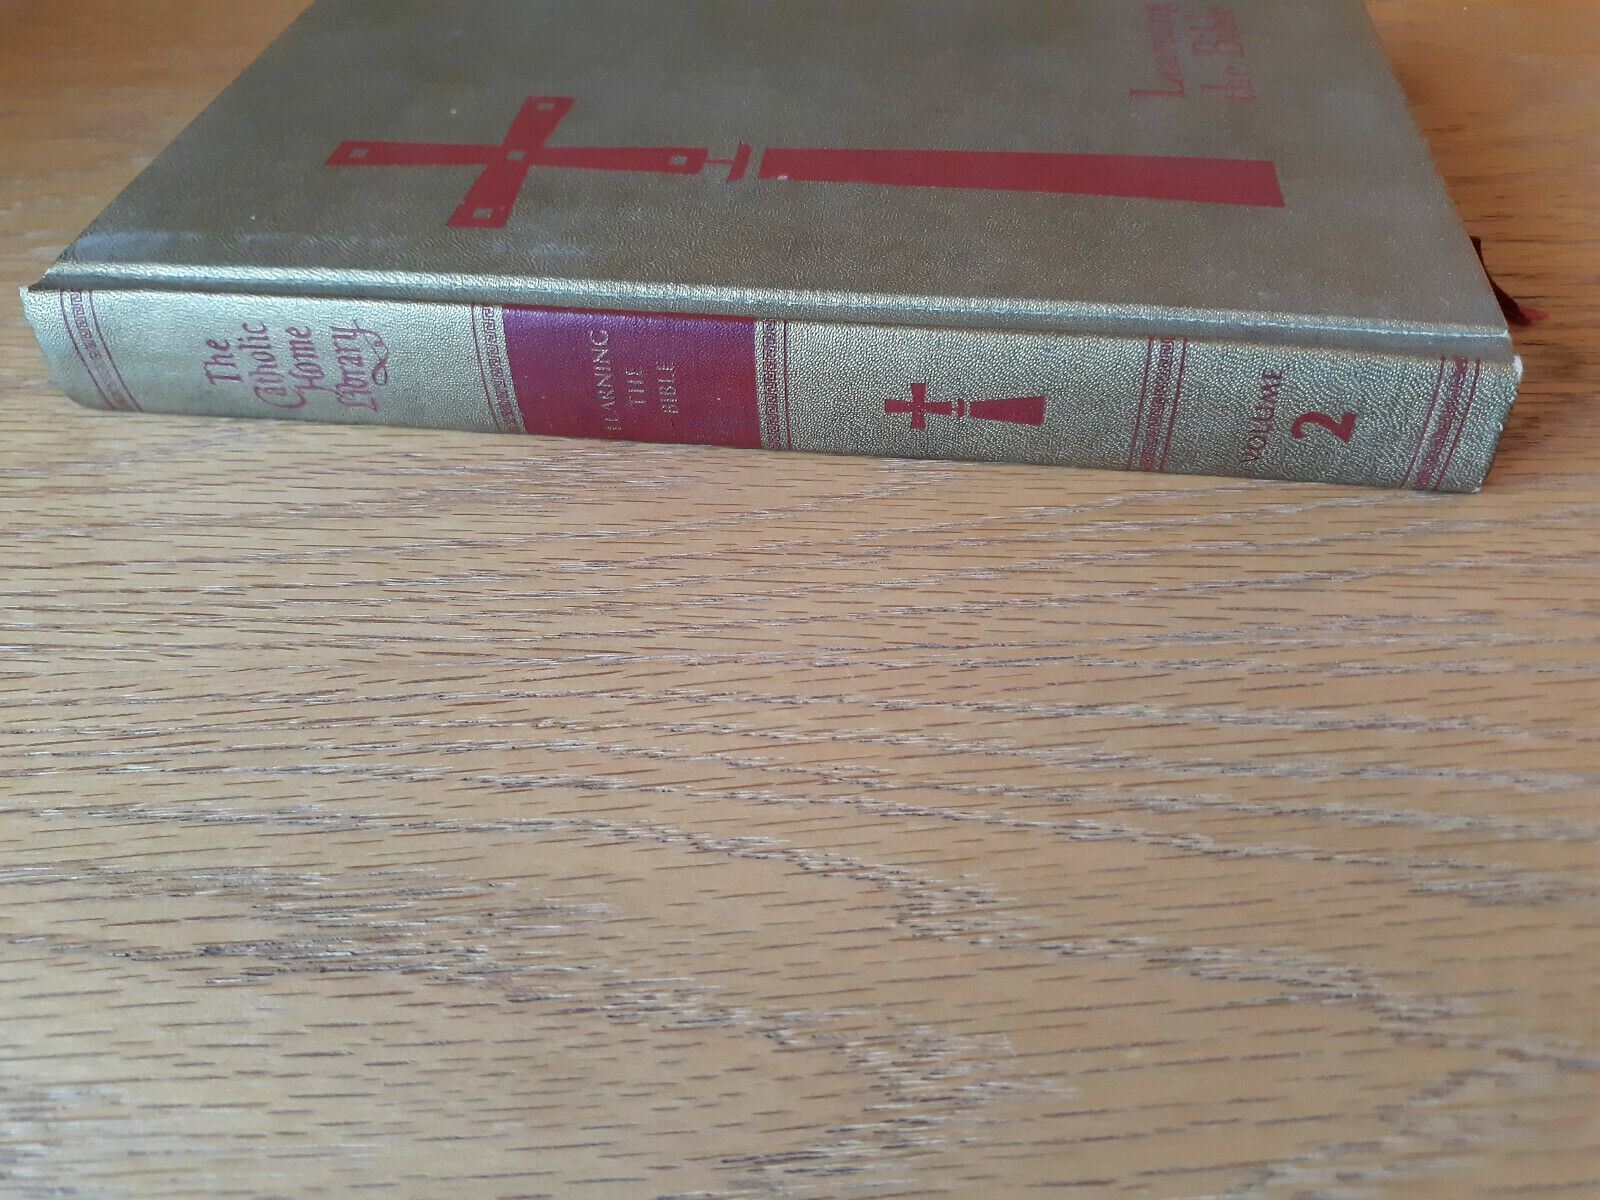 Learning
the Bible
The
Catholic
Home
Library
LEARNING
THE
BIBLE
VOLUME
2